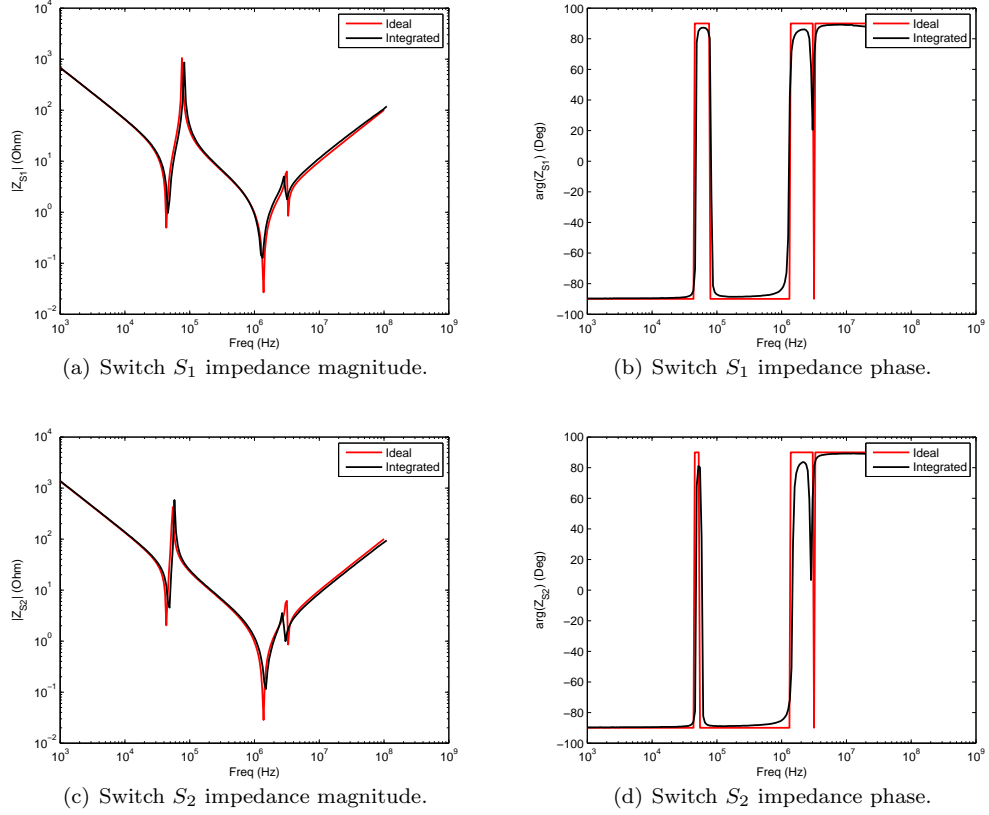 10^4
10^3
10^2
10^1
10^0
10^-1
10^-2
|Z_S1| (Ohm)
10^3 10^4 10^5 10^6 10^7 10^8 10^9
Freq (Hz)
Ideal
Integrated
(a) Switch S_1 impedance magnitude.
100
80
60
40
20
0
−20
−40
−60
−80
−100
arg(Z_S1) (Deg)
10^3 10^4 10^5 10^6 10^7 10^8 10^9
Freq (Hz)
Ideal
Integrated
(b) Switch S_1 impedance phase.
10^4
10^3
10^2
10^1
10^0
10^-1
10^-2
|Z_S2| (Ohm)
10^3 10^4 10^5 10^6 10^7 10^8 10^9
Freq (Hz)
Ideal
Integrated
(c) Switch S_2 impedance magnitude.
100
80
60
40
20
0
−20
−40
−60
−80
−100
arg(Z_S2) (Deg)
10^3 10^4 10^5 10^6 10^7 10^8 10^9
Freq (Hz)
Ideal
Integrated
(d) Switch S_2 impedance phase.